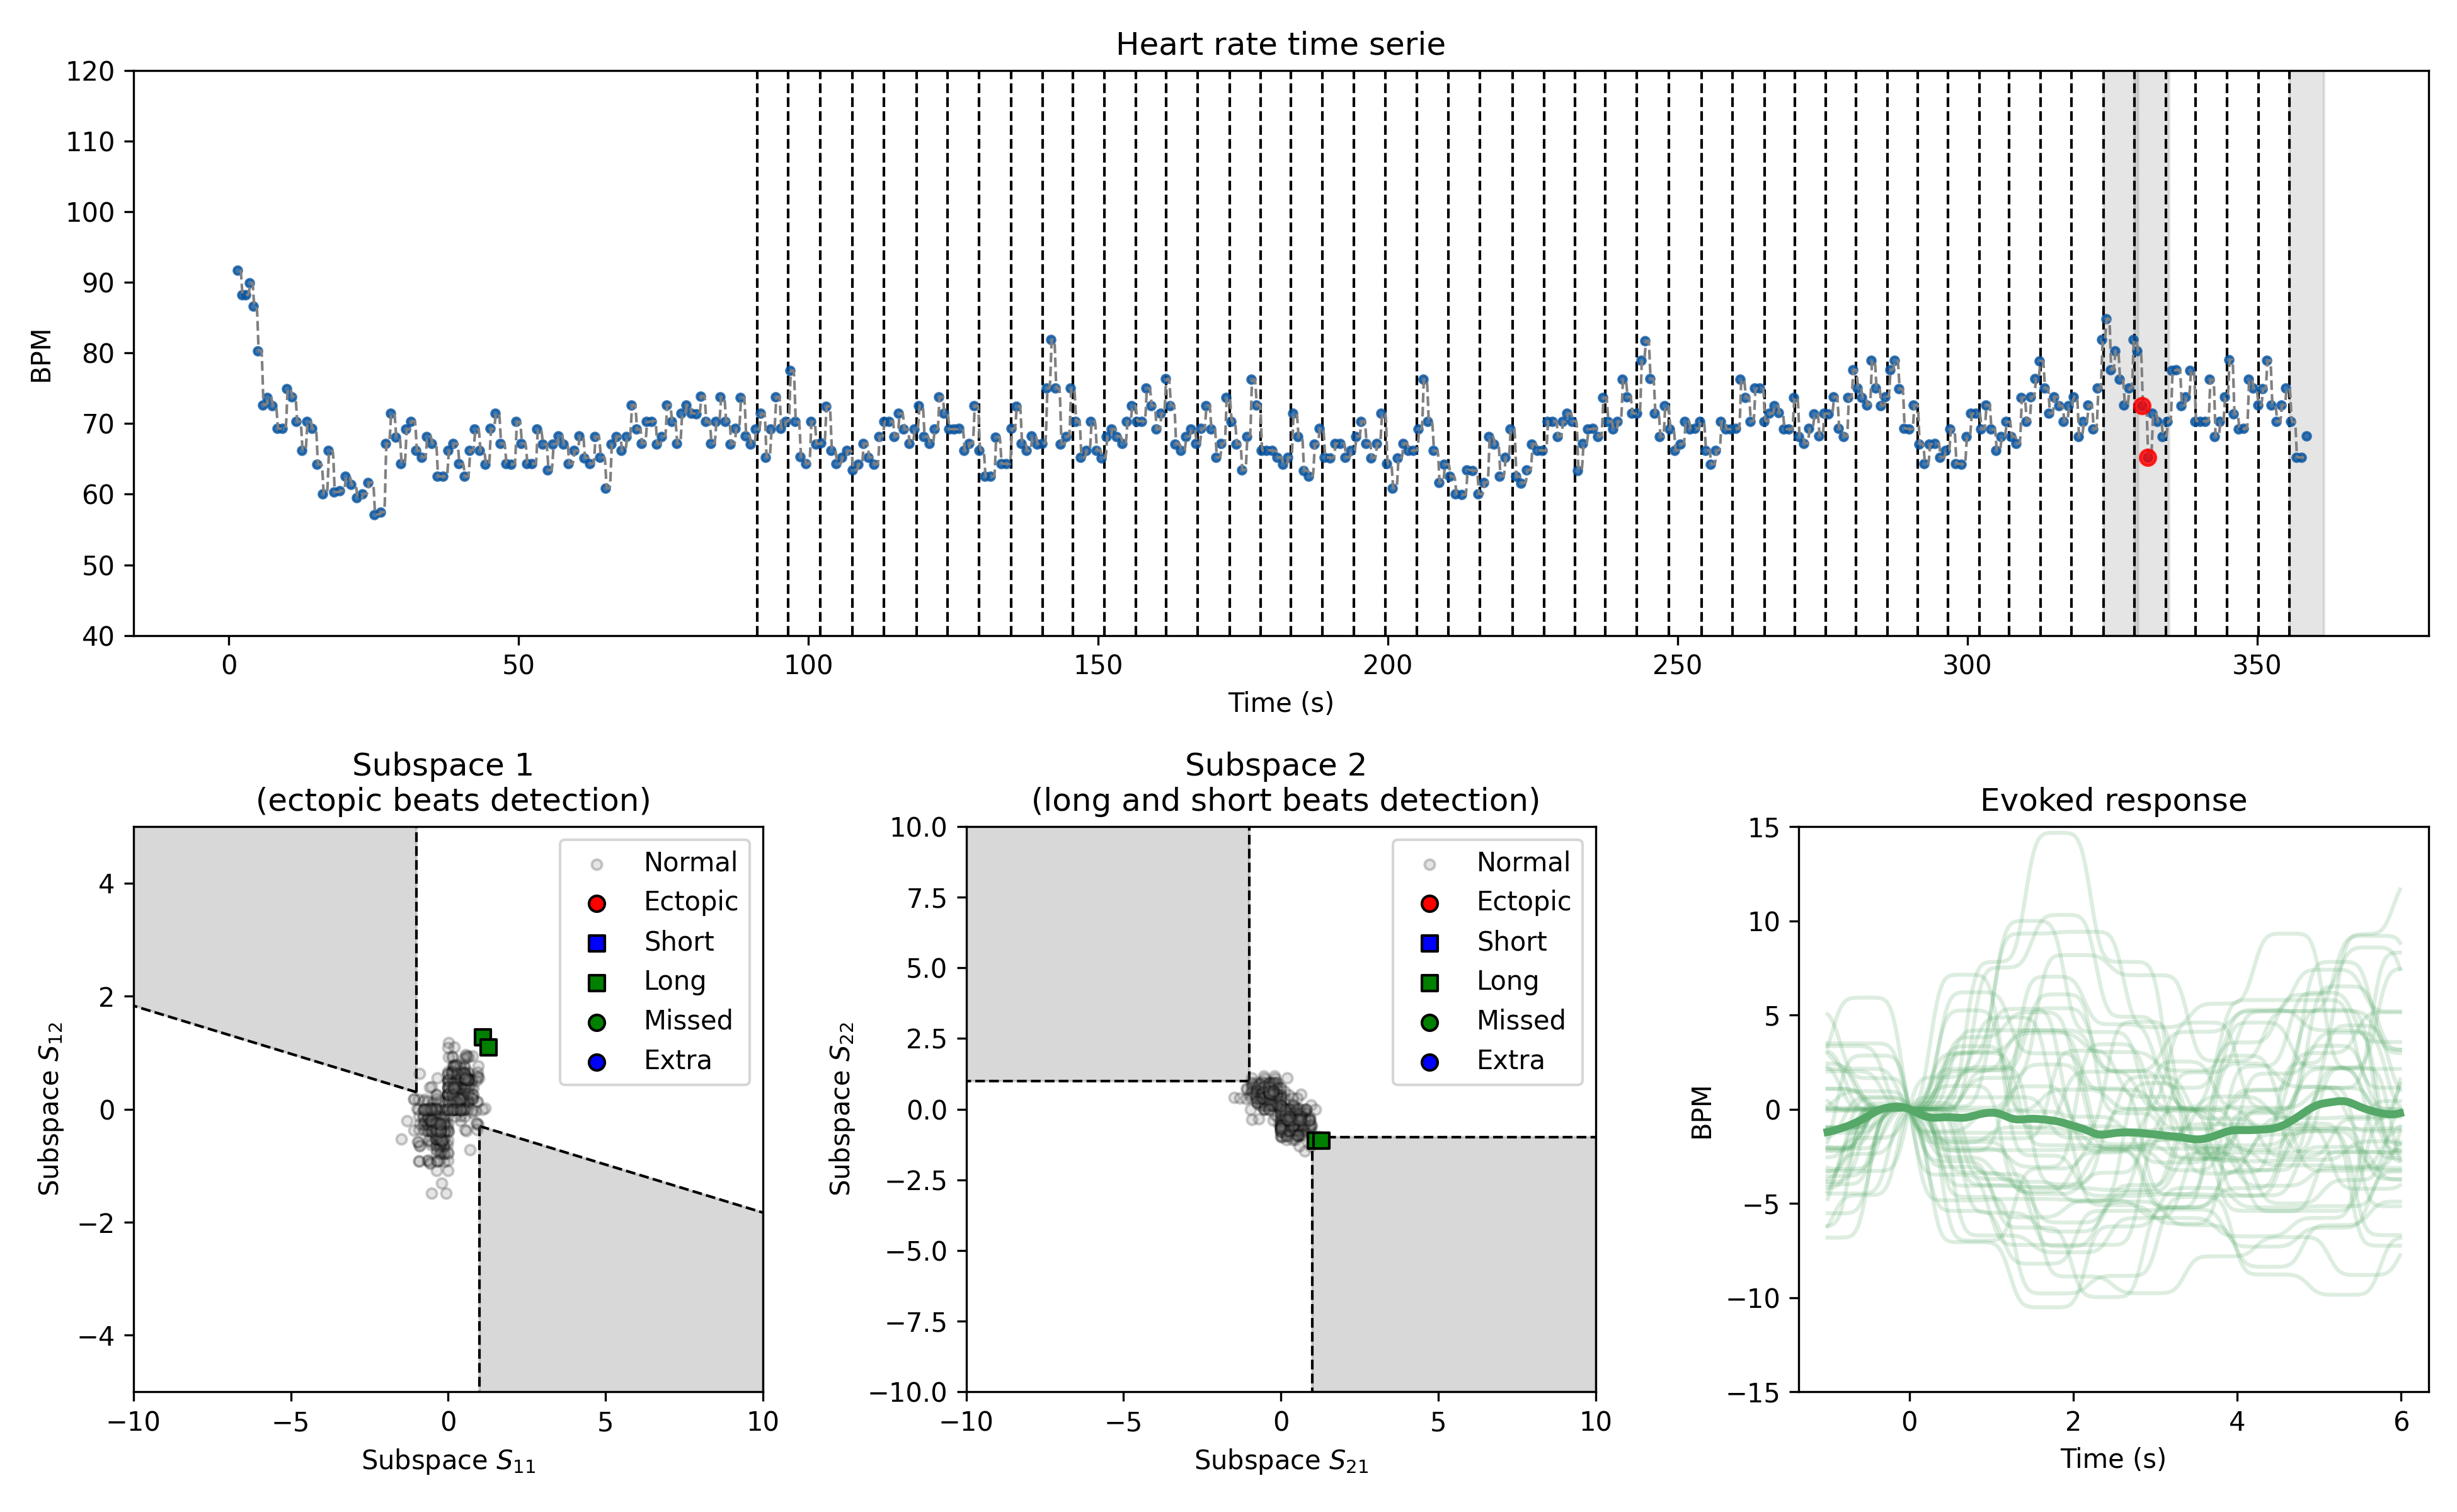 Heart rate time serie
120
110
100
90
80
70
60
50
40
BPM
0 50 100 150 200 250 300 350
Time (s)
Subspace 1
(ectopic beats detection)
4
2
0
−2
−4
Subspace S₁₂
Normal
Ectopic
Short
Long
Missed
Extra
−10 −5 0 5 10
Subspace S₁₁
Subspace 2
(long and short beats detection)
10.0
7.5
5.0
2.5
0.0
−2.5
−5.0
−7.5
−10.0
Subspace S₂₂
Normal
Ectopic
Short
Long
Missed
Extra
−10 −5 0 5 10
Subspace S₂₁
Evoked response
15
10
5
0
−5
−10
−15
BPM
0 2 4 6
Time (s)